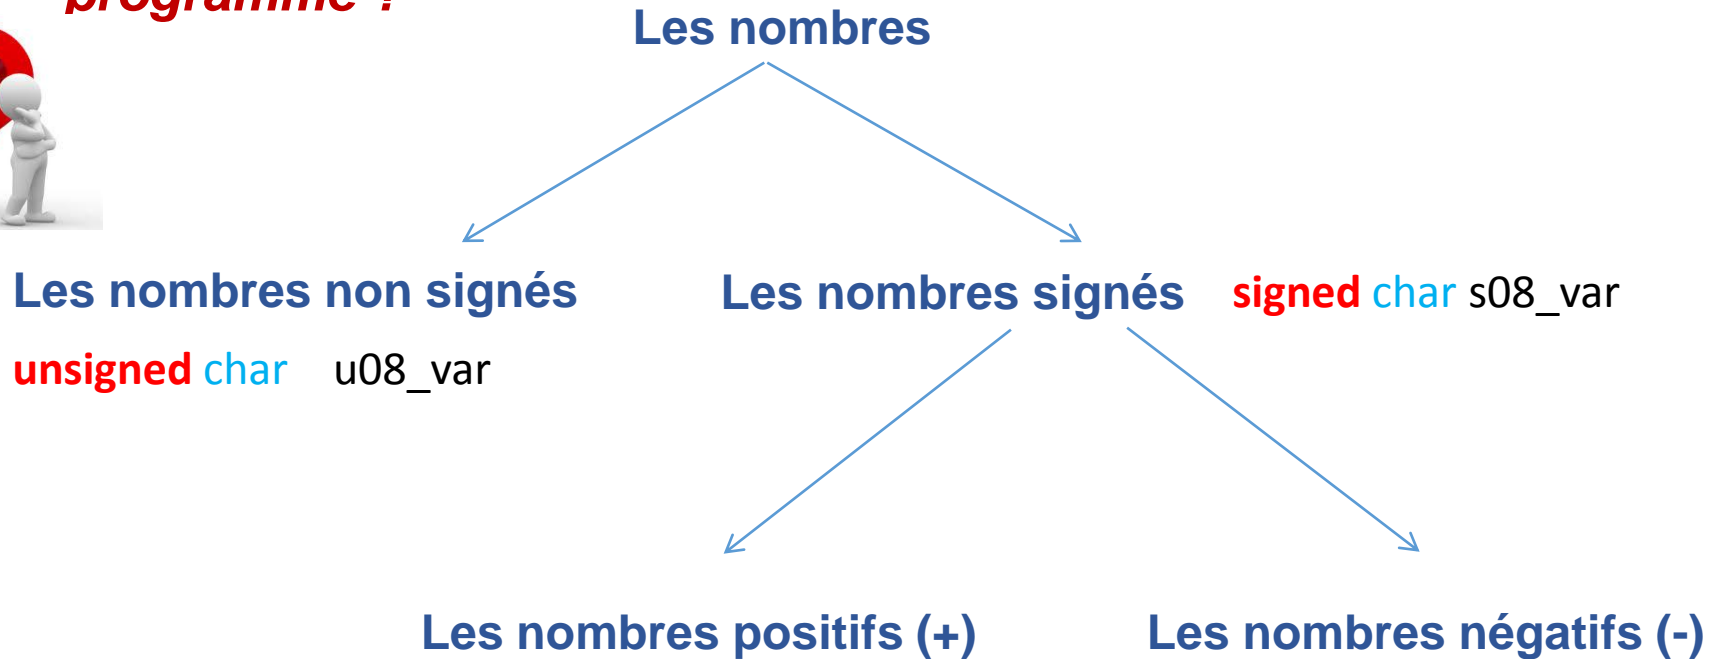 programme ?
Les nombres
Les nombres non signés
Les nombres signés signed char s08_var
unsigned char u08_var
Les nombres positifs (+)
Les nombres négatifs (-)